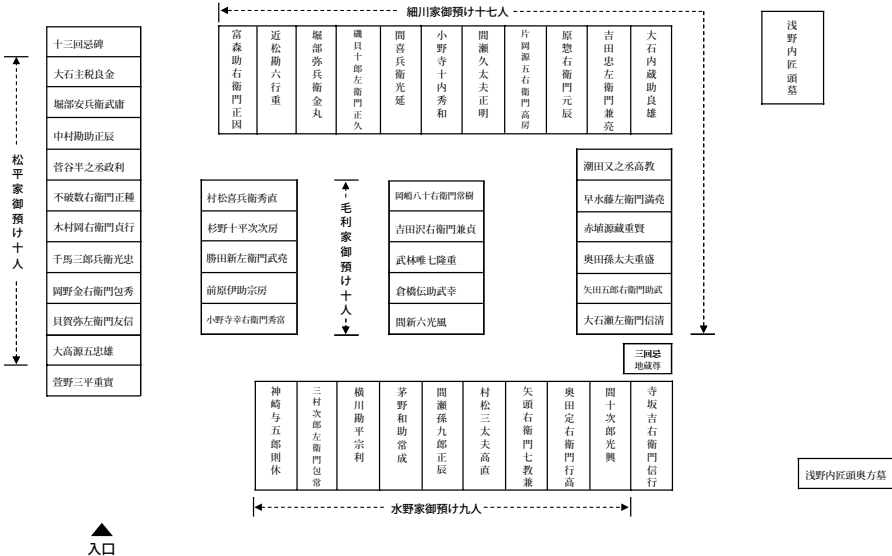 細川家御預け十七人
大石内蔵助良雄
吉田忠左衛門兼亮
原惣右衛門元辰
片岡源五右衛門高房
間瀬久太夫正明
小野寺十内秀和
間喜兵衛光延
磯貝十郎左衛門正久
堀部弥兵衛金丸
近松勘六行重
富森助右衛門正因
潮田又之丞高教
早水藤左衛門満尭
赤埴源蔵重賢
奥田孫太夫重盛
矢田五郎右衛門助武
大石瀬左衛門信清
浅野内匠頭墓
松平家御預け十人
十三回忌碑
大石主税良金
堀部安兵衛武庸
中村勘助正辰
菅谷半之丞政利
不破数右衛門正種
木村岡右衛門貞行
千馬三郎兵衛光忠
岡野金右衛門包秀
貝賀弥左衛門友信
大高源五忠雄
萱野三平重實
毛利家御預け十人
岡嶋八十右衛門常樹
吉田沢右衛門兼貞
武林唯七隆重
倉橋伝助武幸
間新六光風
村松喜兵衛秀直
杉野十平次次房
勝田新左衛門武尭
前原伊助宗房
小野寺幸右衛門秀富
三回忌
地蔵尊
寺坂吉右衛門信行
間十次郎光興
奥田定右衛門行高
矢頭右衛門七教兼
村松三太夫高直
間瀬孫九郎正辰
茅野和助常成
横川勘平宗利
三村次郎左衛門包常
神崎与五郎則休
水野家御預け九人
浅野内匠頭奥方墓
入口